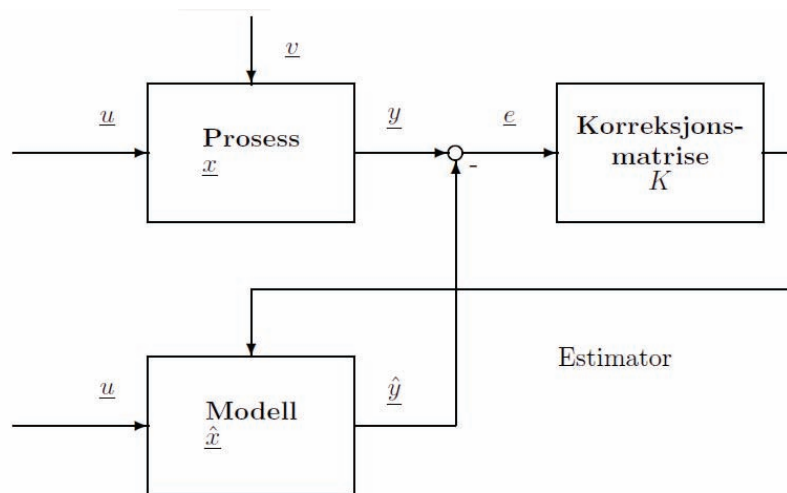 v
u
Prosess
x
y
-
e
Korreksjons-
matrise
K
Estimator
u
Modell
x̂
ŷ